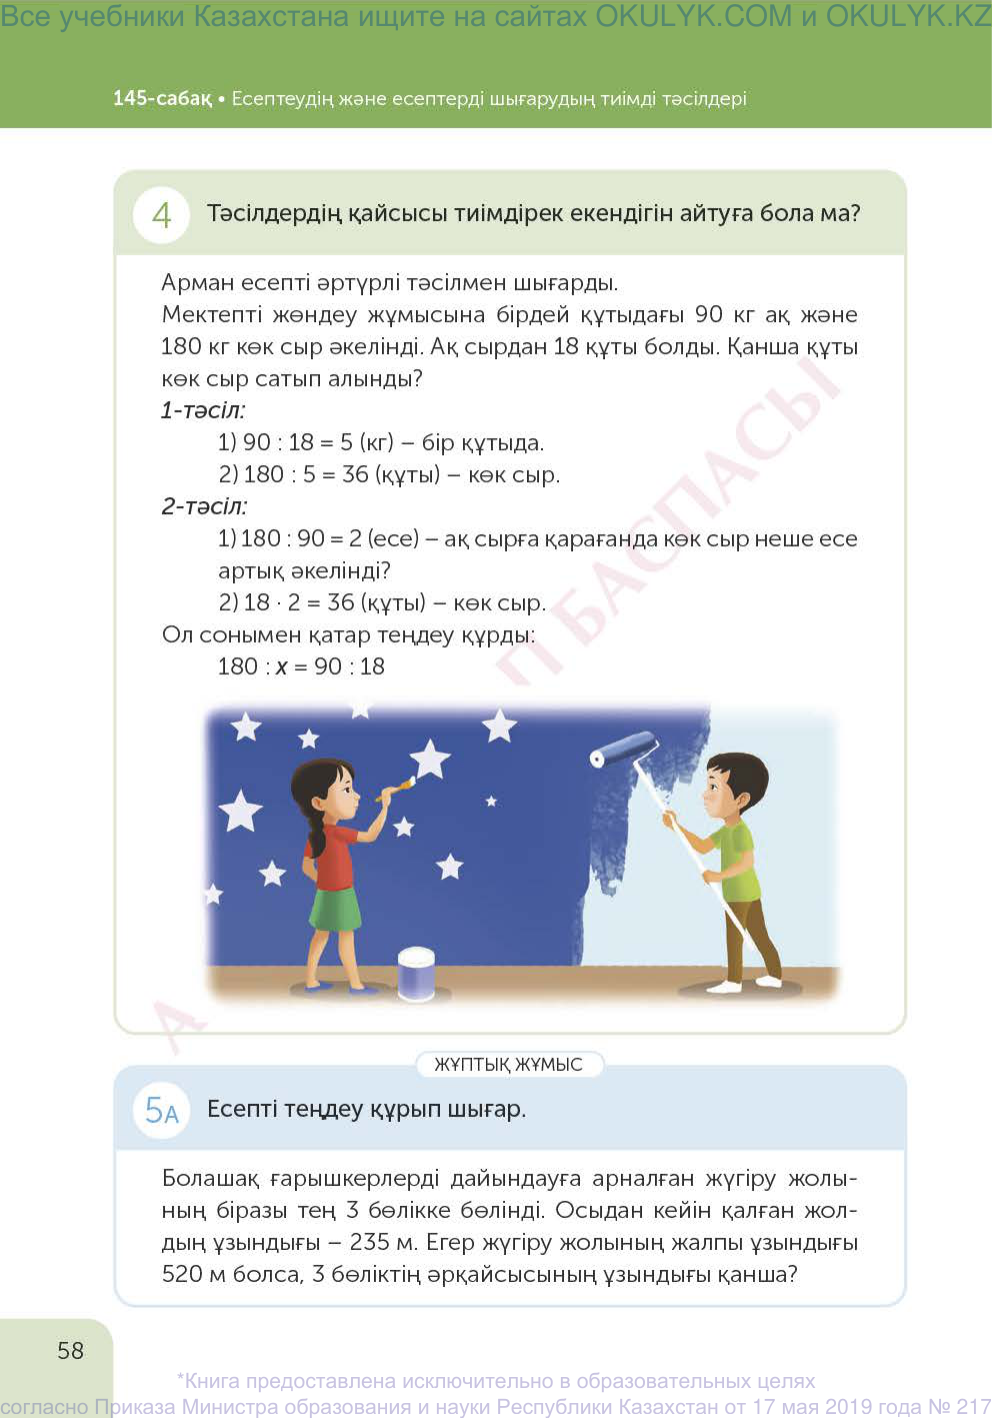 Все учебники Казахстана ищите на сайтах OKULYK.COM и OKULYK.KZ
145-сабақ • Есептеудің және есептерді шығарудың тиімді тәсілдері
4 Тәсілдердің қайсысы тиімдірек екендігін айтуға бола ма?
Арман есепті әртүрлі тәсілмен шығарды.
Мектепті жөндеу жұмысына бірдей құтыдағы 90 кг ақ және
180 кг көк сыр әкелінді. Ақ сырдан 18 құты болды. Қанша құты
көк сыр сатып алынды?
1-тәсіл:
1) 90 : 18 = 5 (кг) – бір құтыда.
2) 180 : 5 = 36 (құты) – көк сыр.
2-тәсіл:
1) 180 : 90 = 2 (есе) – ақ сырға қарағанда көк сыр неше есе
артық әкелінді?
2) 18 · 2 = 36 (құты) – көк сыр.
Ол сонымен қатар теңдеу құрды:
180 : x = 90 : 18
А
П БАСПАСЫ
ЖҰПТЫҚ ЖҰМЫС
5А Есепті теңдеу құрып шығар.
Болашақ ғарышкерлерді дайындауға арналған жүгіру жолы-
ның біразы тең 3 бөлікке бөлінді. Осыдан кейін қалған жол-
дың ұзындығы – 235 м. Егер жүгіру жолының жалпы ұзындығы
520 м болса, 3 бөліктің әрқайсысының ұзындығы қанша?
58
*Книга предоставлена исключительно в образовательных целях
согласно Приказа Министра образования и науки Республики Казахстан от 17 мая 2019 года № 217